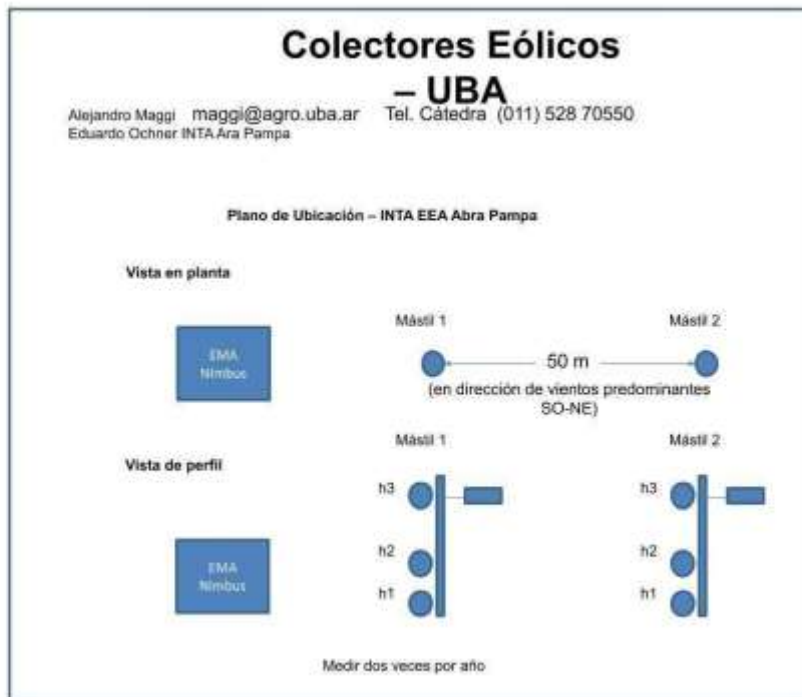 Colectores Eólicos
– UBA
Alejandro Maggi maggi@agro.uba.ar Tel. Cátedra (011) 528 70550
Eduardo Ochner INTA Ara Pampa
Plano de Ubicación – INTA EEA Abra Pampa
Vista en planta
Mástil 1 Mástil 2
EMA
Nimbus
50 m
(en dirección de vientos predominantes
SO-NE)
Mástil 1 Mástil 2
Vista de perfil
h3 h3
EMA
Nimbus
h2 h2
h1 h1
Medir dos veces por año